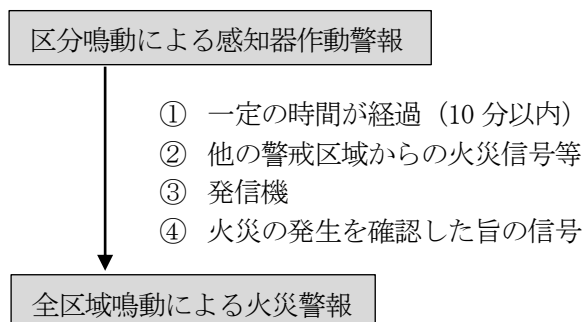 区分鳴動による感知器作動警報
① 一定の時間が経過（10 分以内）
② 他の警戒区域からの火災信号等
③ 発信機
④ 火災の発生を確認した旨の信号
全区域鳴動による火災警報